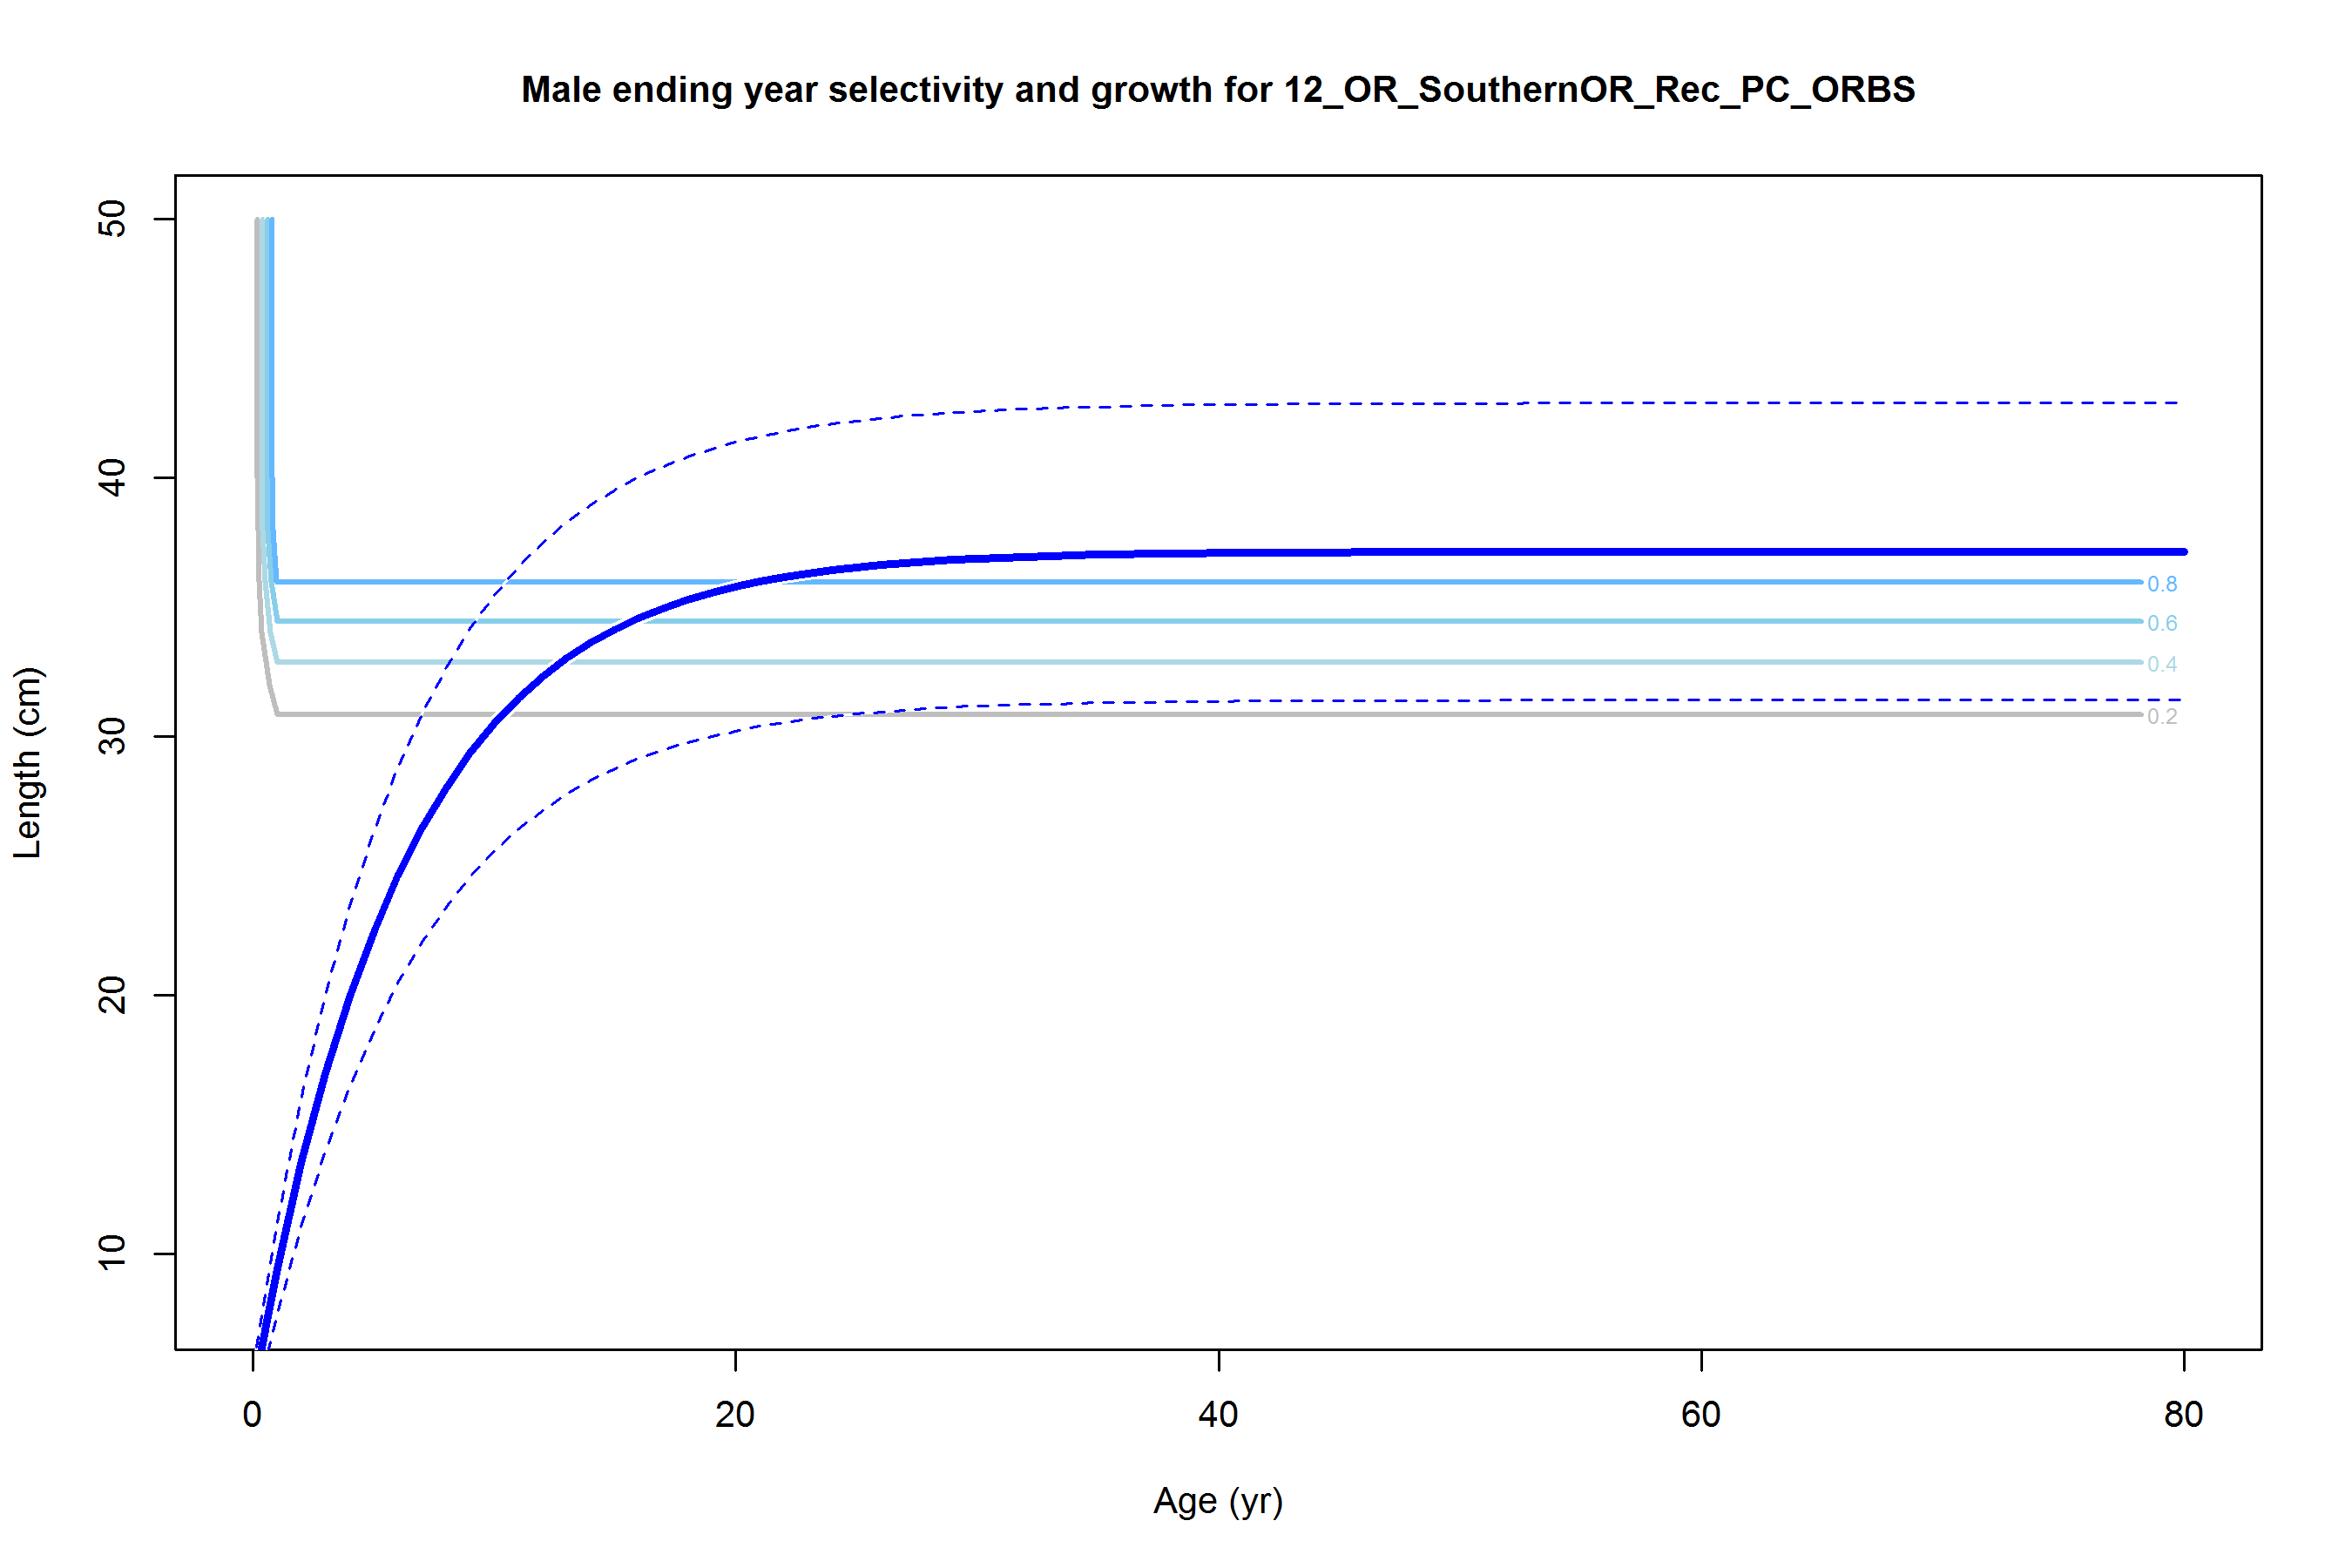 Male ending year selectivity and growth for 12_OR_SouthernOR_Rec_PC_ORBS
50
40
30
20
10
Length (cm)
0.8
0.6
0.4
0.2
0 20 40 60 80
Age (yr)